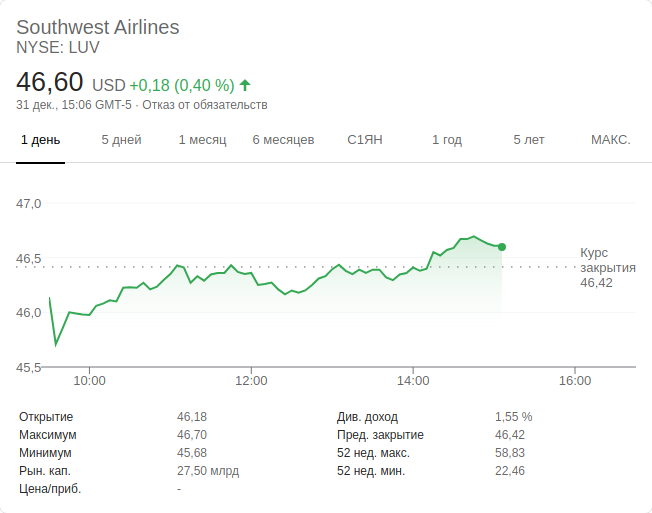 Southwest Airlines
NYSE: LUV
46,60 USD +0,18 (0,40 %)
31 дек., 15:06 GMT-5 · Отказ от обязательств
1 день 5 дней 1 месяц 6 месяцев С1ЯН 1 год 5 лет МАКС.
47,0
46,5
46,0
45,5
Курс
закрытия
46,42
10:00 12:00 14:00 16:00
Открытие 46,18 Див. доход 1,55 %
Максимум 46,70 Пред. закрытие 46,42
Минимум 45,68 52 нед. макс. 58,83
Рын. кап. 27,50 млрд 52 нед. мин. 22,46
Цена/приб. -